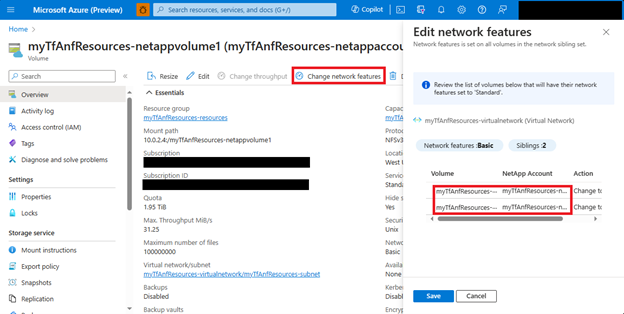 Microsoft Azure (Preview)
Search resources, services, and docs (G+/)
Copilot
Home >
myTfAnfResources-netappvolume1 (myTfAnfResources-netappaccou
Volume
Search
Overview
Activity log
Access control (IAM)
Tags
Diagnose and solve problems
Settings
Properties
Locks
Storage service
Mount instructions
Export policy
Snapshots
Replication
Resize
Edit
Change throughput
Change network features
Essentials
Resource group
myTfAnfResources-resources
Mount path
10.0.2.4:/myTfAnfResources-netappvolume1
Subscription
Subscription ID
Quota
1.95 TiB
Max. Throughput MiB/s
31.25
Maximum number of files
100000000
Virtual network/subnet
myTfAnfResources-virtualnetwork/myTfAnfResources-subnet
Backups
Disabled
Backup vaults
Capac
Protoc
NFSv3
Locati
West
Servic
Standa
Hide s
Yes
Securi
Unix
Netwo
Basic
Availa
None
Kerber
Disabl
Encryp
Edit network features
Network features is set on all volumes in the network sibling set.
Review the list of volumes below that will have their network
features set to 'Standard'.
myTfAnfResources-virtualnetwork (Virtual Network)
Network features :Basic
Siblings :2
Volume NetApp Account Action
myTfAnfResources-... myTfAnfResources-n... Change to
myTfAnfResources-... myTfAnfResources-n... Change to
Save
Cancel